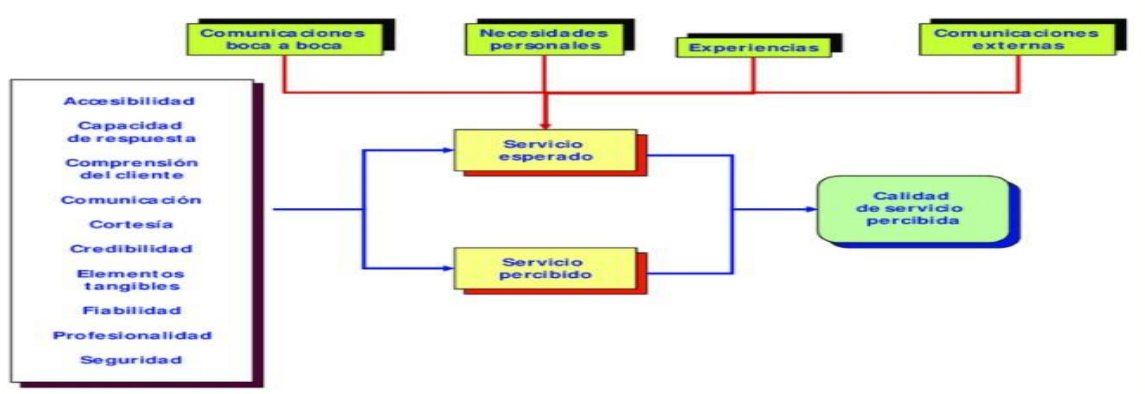 Comunicaciones
boca a boca
Necesidades
personales
Experiencias
Comunicaciones
externas
Accesibilidad
Capacidad
de respuesta
Comprensión
del cliente
Comunicación
Cortesía
Credibilidad
Elementos
tangibles
Fiabilidad
Profesionalidad
Seguridad
Servicio
esperado
Servicio
percibido
Calidad
de servicio
percibida